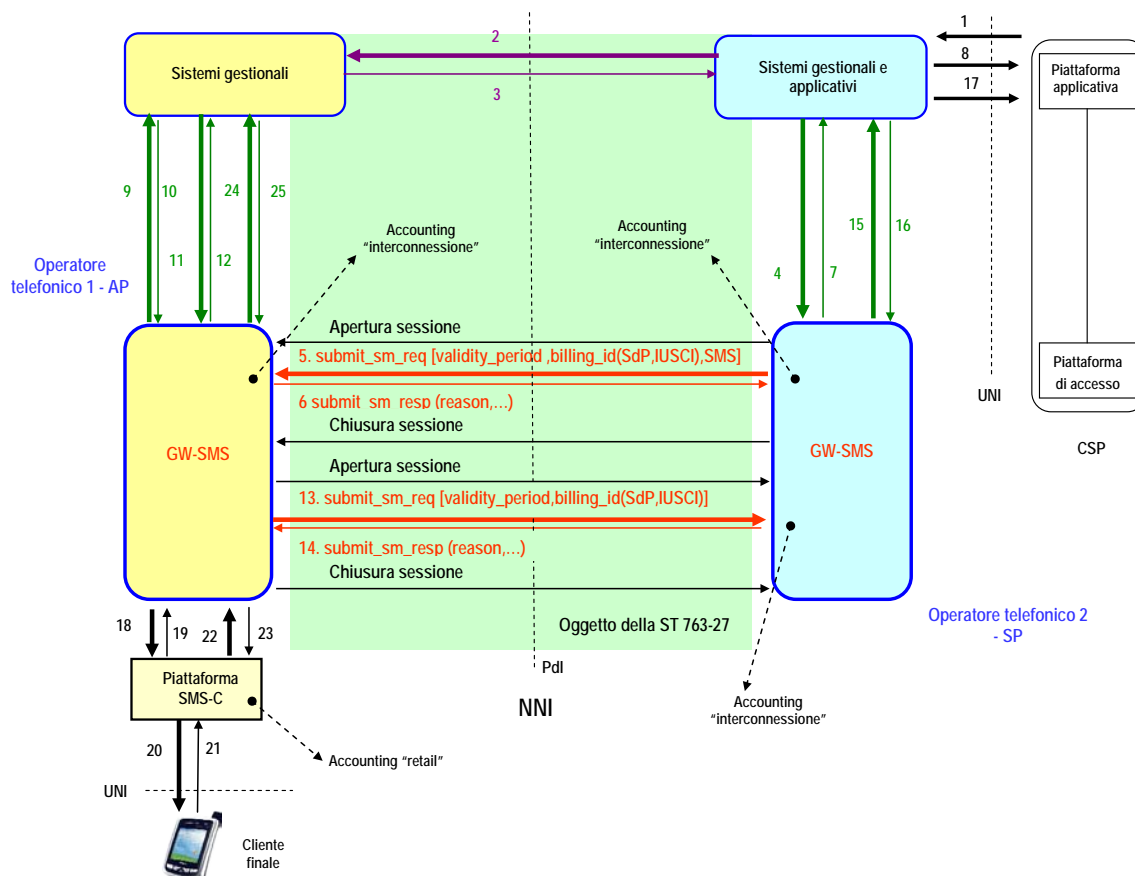 1
2
8
Sistemi gestionali
Sistemi gestionali e
applicativi
Piattaforma
applicativa
3
17
9
10
24
25
15
16
Accounting
“interconnessione”
Accounting
“interconnessione”
11
12
4
7
Operatore
telefonico 1 - AP
Apertura sessione
5. submit_sm_req [validity_period ,billing_id(SdP,IUSCI),SMS]
Piattaforma
di accesso
UNI
6 submit_sm_resp (reason,...)
Chiusura sessione
CSP
GW-SMS
GW-SMS
Apertura sessione
13. submit_sm_req [validity_period,billing_id(SdP,IUSCI)]
14. submit_sm_resp (reason,...)
Chiusura sessione
18
19
22
23
Oggetto della ST 763-27
Operatore telefonico 2
- SP
PdI
Piattaforma
SMS-C
NNI
Accounting
“interconnessione”
20
21
Accounting “retail”
UNI
Cliente
finale